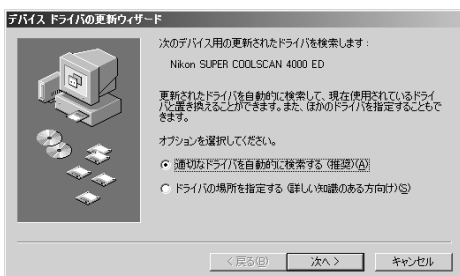 デバイス ドライバの更新ウィザード
次のデバイス用の更新されたドライバを検索します：
Nikon SUPER COOLSCAN 4000 ED
更新されたドライバを自動的に検索して、現在使用されているドライ
バと置き換えることができます。また、ほかのドライバを指定することもで
きます。
オプションを選択してください。
適切なドライバを自動的に検索する (推奨)(A)
ドライバの場所を指定する (詳しい知識のある方向け)(S)
< 戻る(B) 次へ > キャンセル